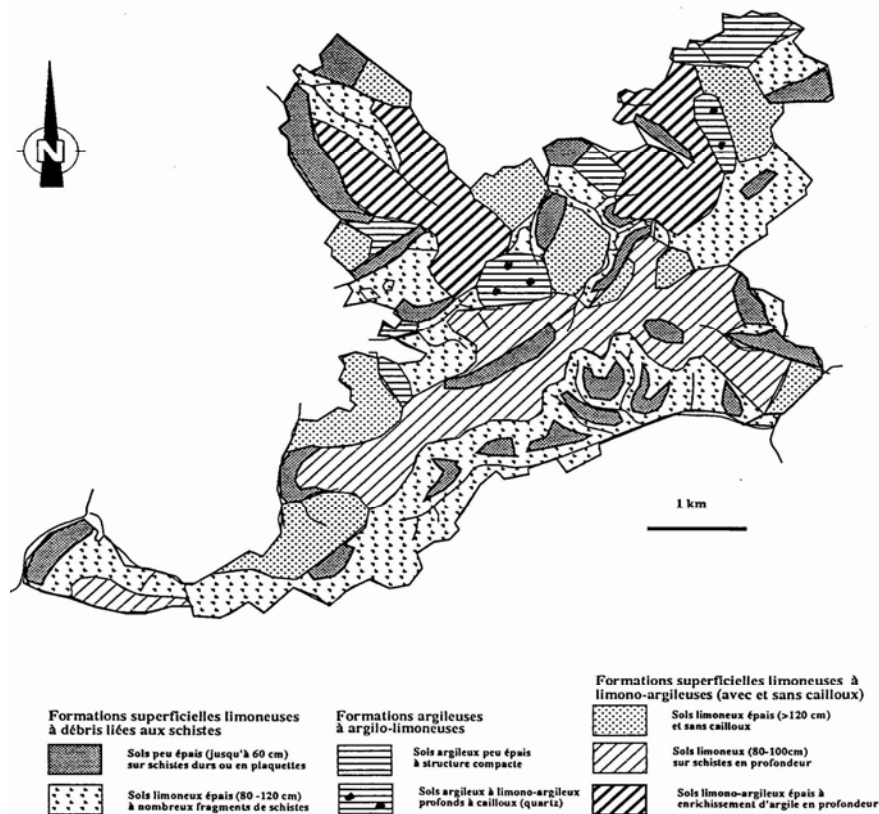 N
1 km
Formations superficielles limoneuses
à débris liées aux schistes
Sols peu épais (jusqu'à 60 cm)
sur schistes durs ou en plaquettes
Sols limoneux épais (80 -120 cm)
à nombreux fragments de schistes
Formations argileuses
à argilo-limoneuses
Sols argileux peu épais
à structure compacte
Sols argileux à limono-argileux
profonds à cailloux (quartz)
Formations superficielles limoneuses à
limono-argileuses (avec et sans cailloux)
Sols limoneux épais (>120 cm)
et sans cailloux
Sols limoneux (80-100cm)
sur schistes en profondeur
Sols limono-argileux épais à
enrichissement d'argile en profondeur